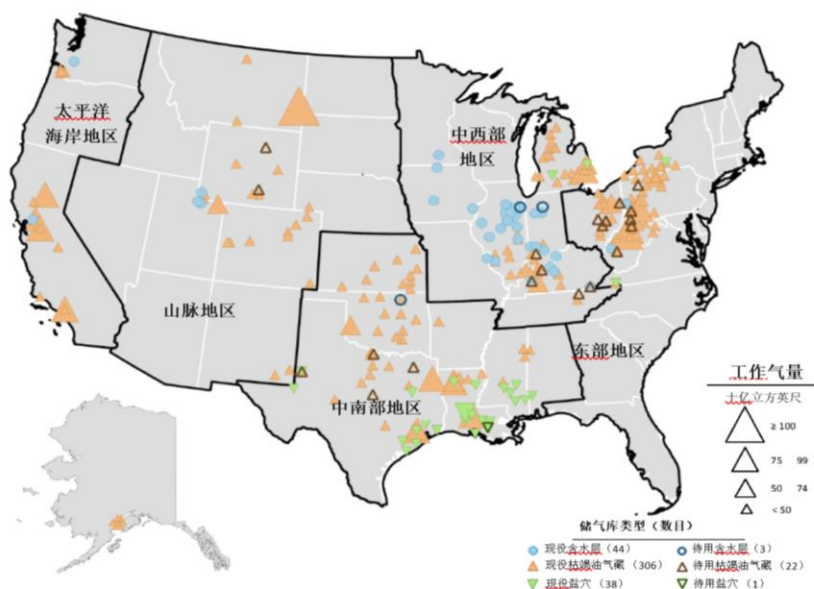 太平洋
海岸地区
中西部
地区
山脉地区
东部地区
中南部地区
工作气量
十亿立方英尺
≥100
75 99
50 74
<50
储气库类型（数目）
现役含水层（44） 待用含水层（3）
现役枯竭油气藏（306） 待用枯竭油气藏（22）
现役盐穴（38） 待用盐穴（1）